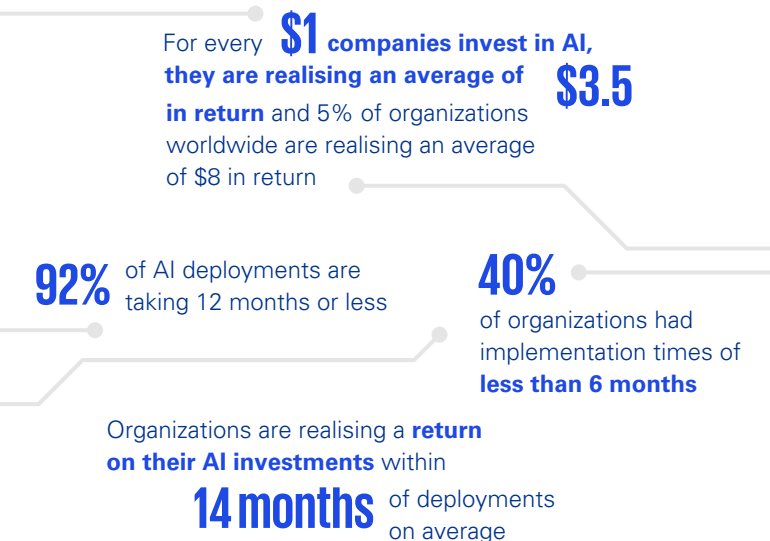 For every $1 companies invest in AI,
they are realising an average of $3.5
in return and 5% of organizations
worldwide are realising an average
of $8 in return
92% of AI deployments are
taking 12 months or less
40%
of organizations had
implementation times of
less than 6 months
Organizations are realising a return
on their AI investments within
14 months of deployments
on average